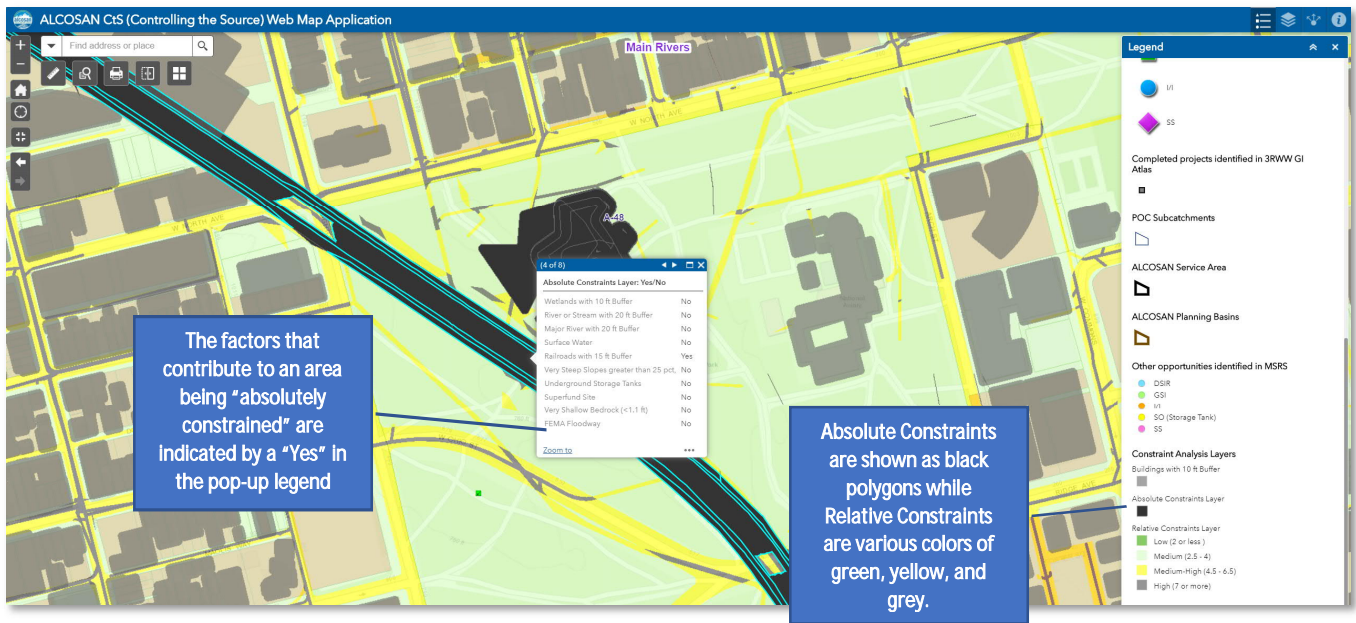 ALCOSAN CtS (Controlling the Source) Web Map Application
Find address or place
Main Rivers
W NORTH AVE
W NORTH AVE
A-48
(4 of 8)
Absolute Constraints Layer: Yes/No
Wetlands with 10 ft Buffer No
River or Stream with 20 ft Buffer No
Major River with 20 ft Buffer No
Surface Water No
Railroads with 15 ft Buffer Yes
Very Steep Slopes greater than 25 pct, No
Underground Storage Tanks No
Superfund Site No
Very Shallow Bedrock (<1.1 ft) No
FEMA Floodway No
Zoom to
The factors that
contribute to an area
being “absolutely
constrained” are
indicated by a “Yes” in
the pop-up legend
Absolute Constraints
are shown as black
polygons while
Relative Constraints
are various colors of
green, yellow, and
grey.
RIDGE AVE
Legend
I/I
SS
Completed projects identified in 3RWW GI
Atlas
POC Subcatchments
ALCOSAN Service Area
ALCOSAN Planning Basins
Other opportunities identified in MSRS
DSIR
GSI
I/I
SO (Storage Tank)
SS
Constraint Analysis Layers
Buildings with 10 ft Buffer
Absolute Constraints Layer
Relative Constraints Layer
Low (2 or less )
Medium (2.5 - 4)
Medium-High (4.5 - 6.5)
High (7 or more)